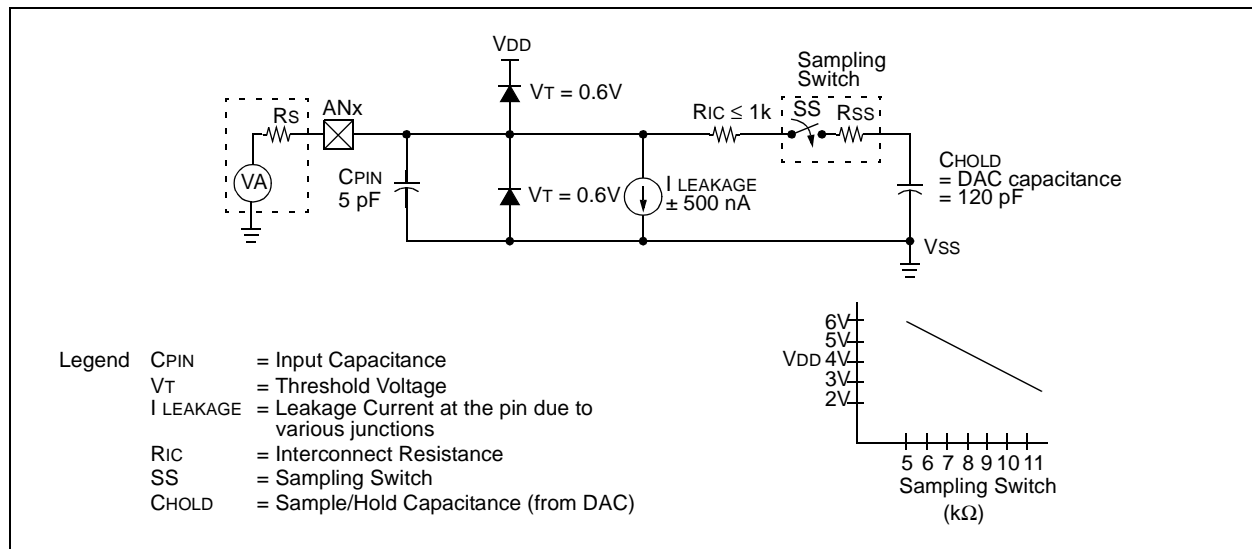 VDD
Sampling
Switch
VT = 0.6V
RS
ANx
RIC ≤ 1k
SS
RSS
VA
CPIN
5 pF
VT = 0.6V
I LEAKAGE
± 500 nA
CHOLD
= DAC capacitance
= 120 pF
VSS
Legend CPIN = Input Capacitance
VT = Threshold Voltage
I LEAKAGE = Leakage Current at the pin due to
various junctions
RIC = Interconnect Resistance
SS = Sampling Switch
CHOLD = Sample/Hold Capacitance (from DAC)
6V
5V
VDD 4V
3V
2V
5 6 7 8 9 10 11
Sampling Switch
(kΩ)